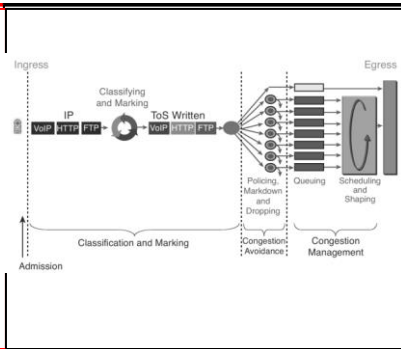 Ingress
Egress
Classifying
and Marking
IP
ToS Written
VoIP HTTP FTP
VoIP HTTP FTP
Policing,
Markdown
and
Dropping
Queuing
Scheduling
and
Shaping
Classification and Marking
Congestion
Avoidance
Congestion
Management
Admission